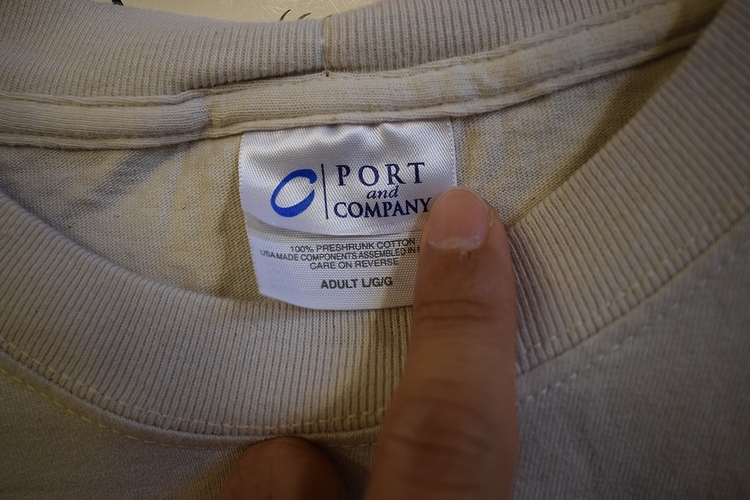 PORT
and
COMPANY
100% PRESHRUNK COTTON
USA MADE COMPONENTS ASSEMBLED IN
CARE ON REVERSE
ADULT L/G/G